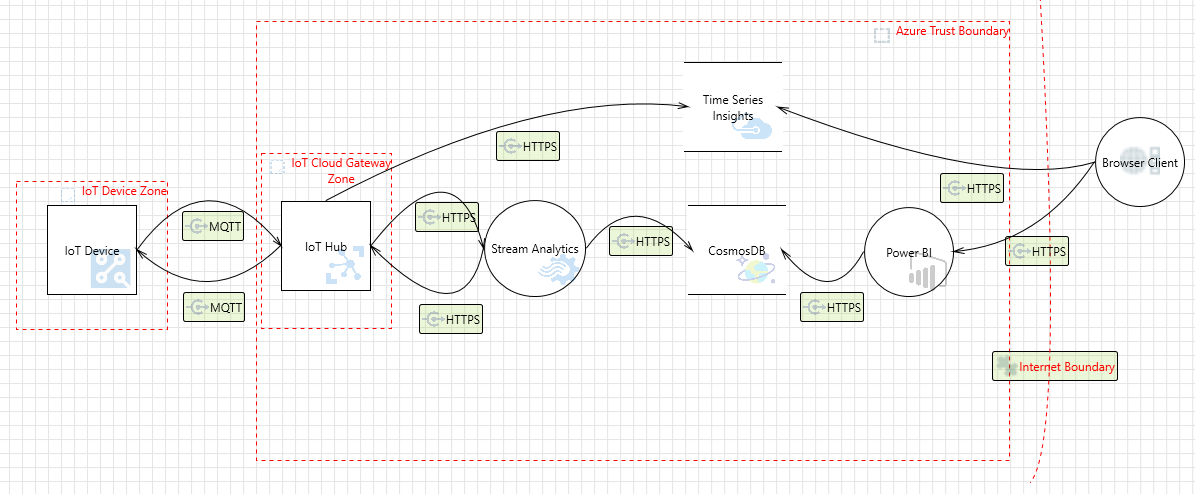 Azure Trust Boundary
Time Series
Insights
HTTPS
Browser Client
IoT Cloud Gateway
Zone
IoT Device Zone
HTTPS
MQTT
HTTPS
IoT Device
IoT Hub
Stream Analytics
HTTPS
CosmosDB
Power BI
HTTPS
MQTT
HTTPS
HTTPS
Internet Boundary